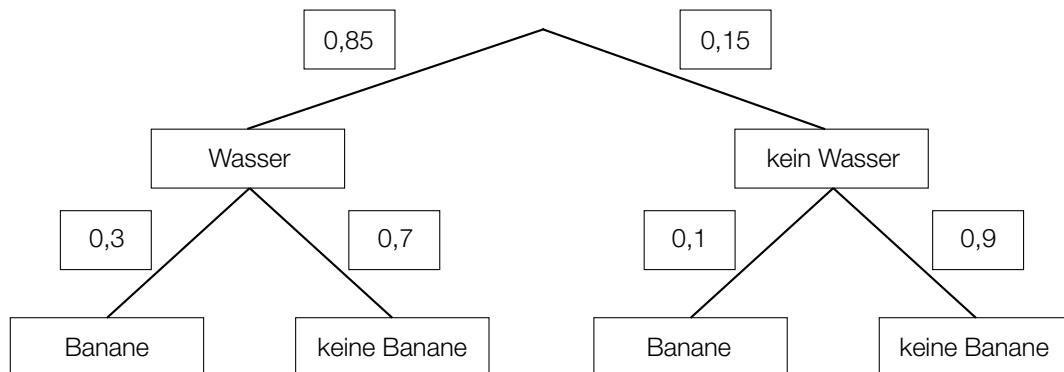 0,85
0,15
Wasser
kein Wasser
0,3
0,7
0,1
0,9
Banane
keine Banane
Banane
keine Banane